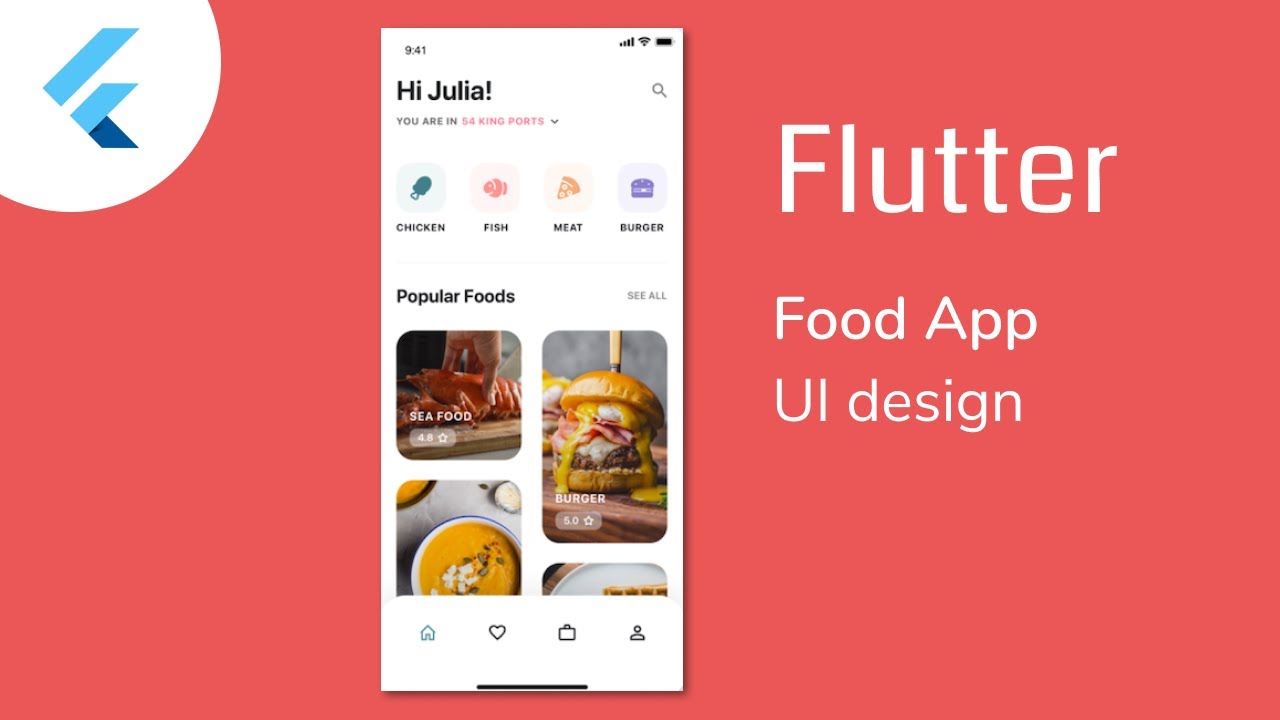 9:41
Hi Julia!
YOU ARE IN 54 KING PORTS
CHICKEN FISH MEAT BURGER
Popular Foods SEE ALL
SEA FOOD
4.8
BURGER
5.0
Flutter
Food App
UI design